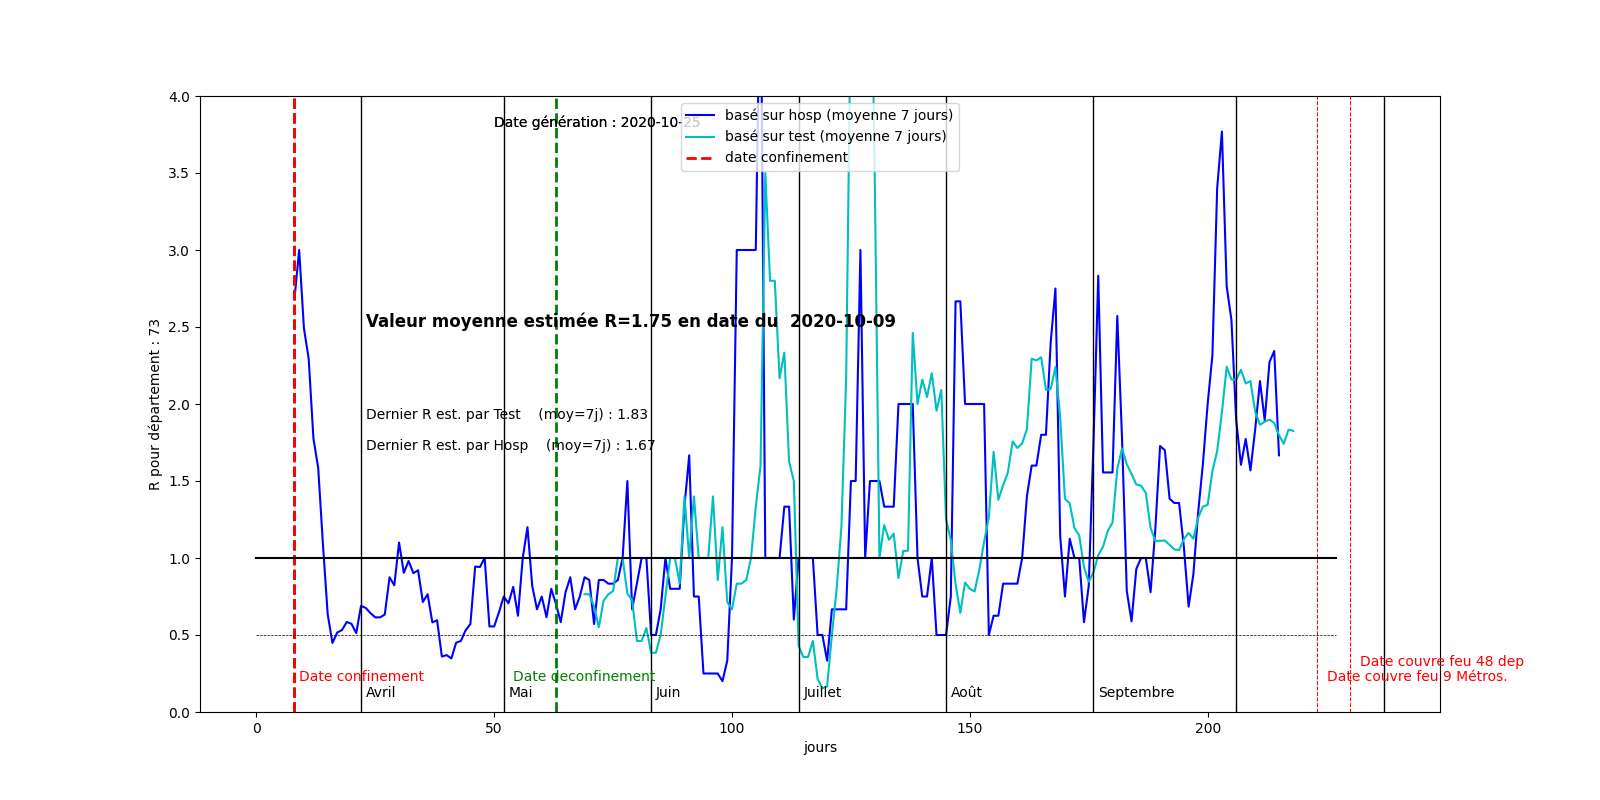 Date génération : 2020-10-25
basé sur hosp (moyenne 7 jours)
basé sur test (moyenne 7 jours)
date confinement
4.0
3.5
3.0
2.5
2.0
1.5
1.0
0.5
0.0
R pour département : 73
Valeur moyenne estimée R=1.75 en date du  2020-10-09
Dernier R est. par Test    (moy=7j) : 1.83
Dernier R est. par Hosp    (moy=7j) : 1.67
Date couvre feu 48 dep
Date confinement
Date deconfinement
Date couvre feu 9 Métros.
Avril
Mai
Juin
Juillet
Août
Septembre
0
50
100
150
200
jours